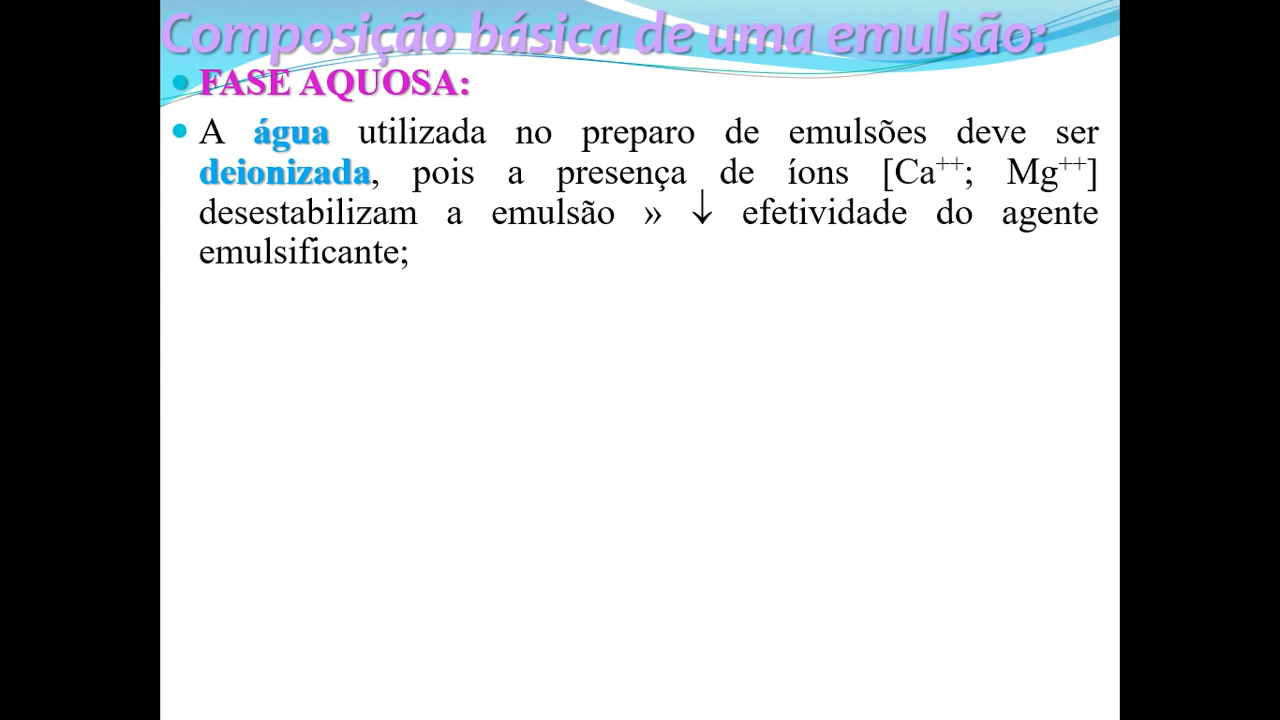 Composição básica de uma emulsão:
• FASE AQUOSA:
• A água utilizada no preparo de emulsões deve ser
deionizada, pois a presença de íons [Ca⁺⁺; Mg⁺⁺]
desestabilizam a emulsão » ↓ efetividade do agente
emulsificante;